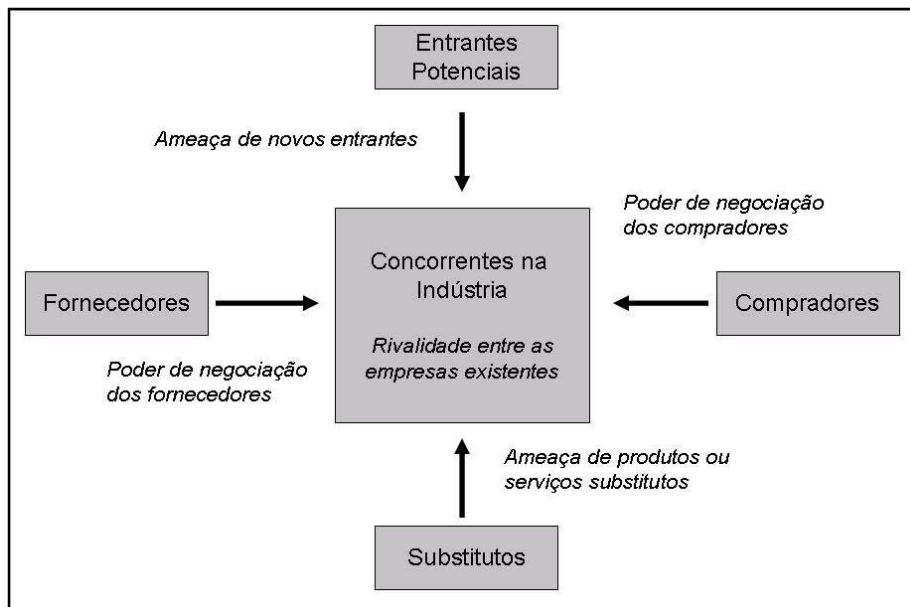 Entrantes
Potenciais
Ameaça de novos entrantes
Poder de negociação
dos compradores
Concorrentes na
Indústria
Fornecedores
Compradores
Rivalidade entre as
empresas existentes
Poder de negociação
dos fornecedores
Ameaça de produtos ou
serviços substitutos
Substitutos